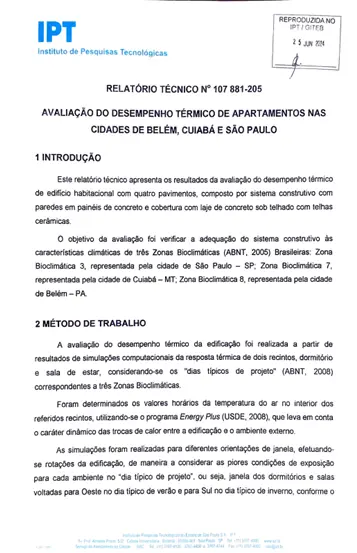 IPT
Instituto de Pesquisas Tecnológicas
REPRODUZIDA NO
IPT / DITEB
25 JUN 2024
RELATÓRIO TÉCNICO Nº 107 881-205
AVALIAÇÃO DO DESEMPENHO TÉRMICO DE APARTAMENTOS NAS
CIDADES DE BELÉM, CUIABÁ E SÃO PAULO
1 INTRODUÇÃO
Este relatório técnico apresenta os resultados da avaliação do desempenho térmico
de edifício habitacional com quatro pavimentos, composto por sistema construtivo com
paredes em painéis de concreto e cobertura com laje de concreto sob telhado com telhas
cerâmicas.
O objetivo da avaliação foi verificar a adequação do sistema construtivo às
características climáticas de três Zonas Bioclimáticas (ABNT, 2005) Brasileiras: Zona
Bioclimática 3, representada pela cidade de São Paulo – SP; Zona Bioclimática 7,
representada pela cidade de Cuiabá – MT; Zona Bioclimática 8, representada pela cidade
de Belém – PA.
2 MÉTODO DE TRABALHO
A avaliação do desempenho térmico da edificação foi realizada a partir de
resultados de simulações computacionais da resposta térmica de dois recintos, dormitório
e sala de estar, considerando-se os "dias típicos de projeto" (ABNT, 2008)
correspondentes a três Zonas Bioclimáticas.
Foram determinados os valores horários da temperatura do ar no interior dos
referidos recintos, utilizando-se o programa Energy Plus (USDE, 2008), que leva em conta
o caráter dinâmico das trocas de calor entre a edificação e o ambiente externo.
As simulações foram realizadas para diferentes orientações de janela, efetuando-
se rotações da edificação, de maneira a considerar as piores condições de exposição
para cada ambiente no "dia típico de projeto", ou seja, janela dos dormitórios e salas
voltadas para Oeste no dia típico de verão e para Sul no dia típico de inverno, conforme o
Instituto de Pesquisas Tecnológicas do Estado de São Paulo S.A. - IPT